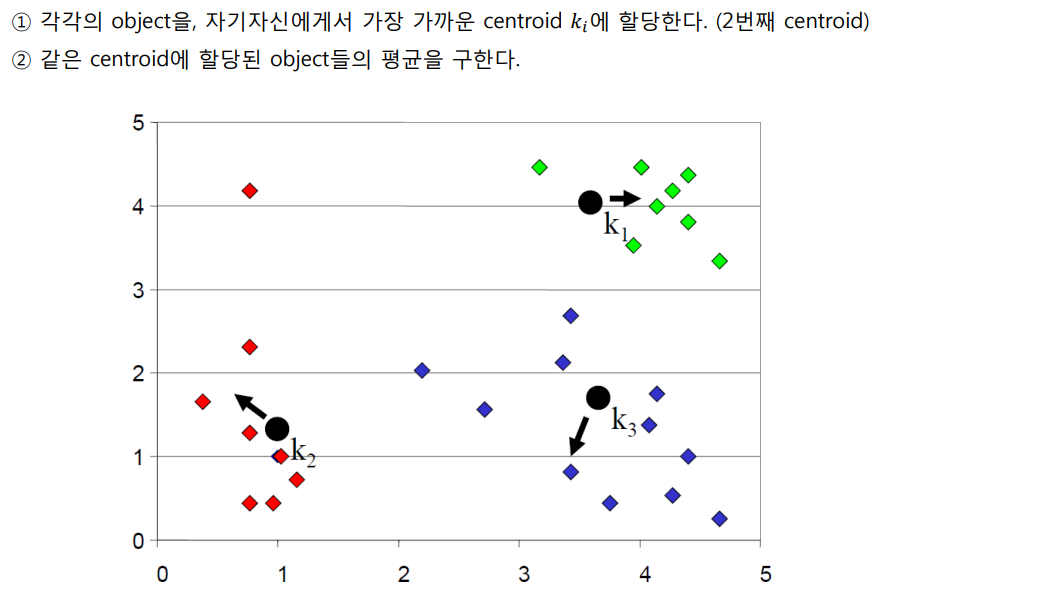 ① 각각의 object을, 자기자신에게서 가장 가까운 centroid kᵢ에 할당한다. (2번째 centroid)
② 같은 centroid에 할당된 object들의 평균을 구한다.
5
4
k₁
3
2
k₃
k₂
1
0
0 1 2 3 4 5